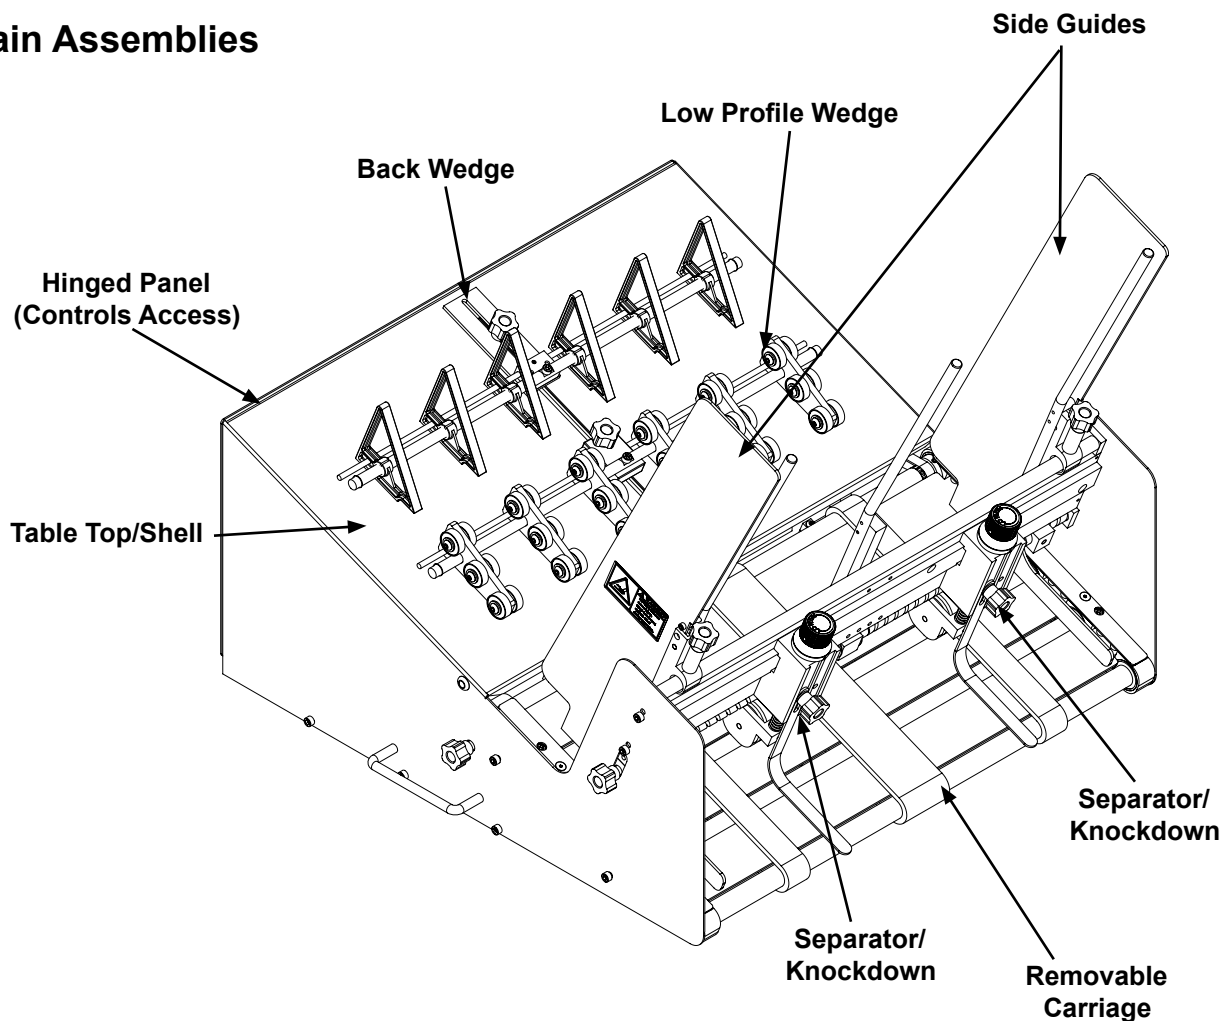 ain Assemblies
Side Guides
Low Profile Wedge
Back Wedge
Hinged Panel
(Controls Access)
Table Top/Shell
Separator/
Knockdown
Separator/
Knockdown
Removable
Carriage